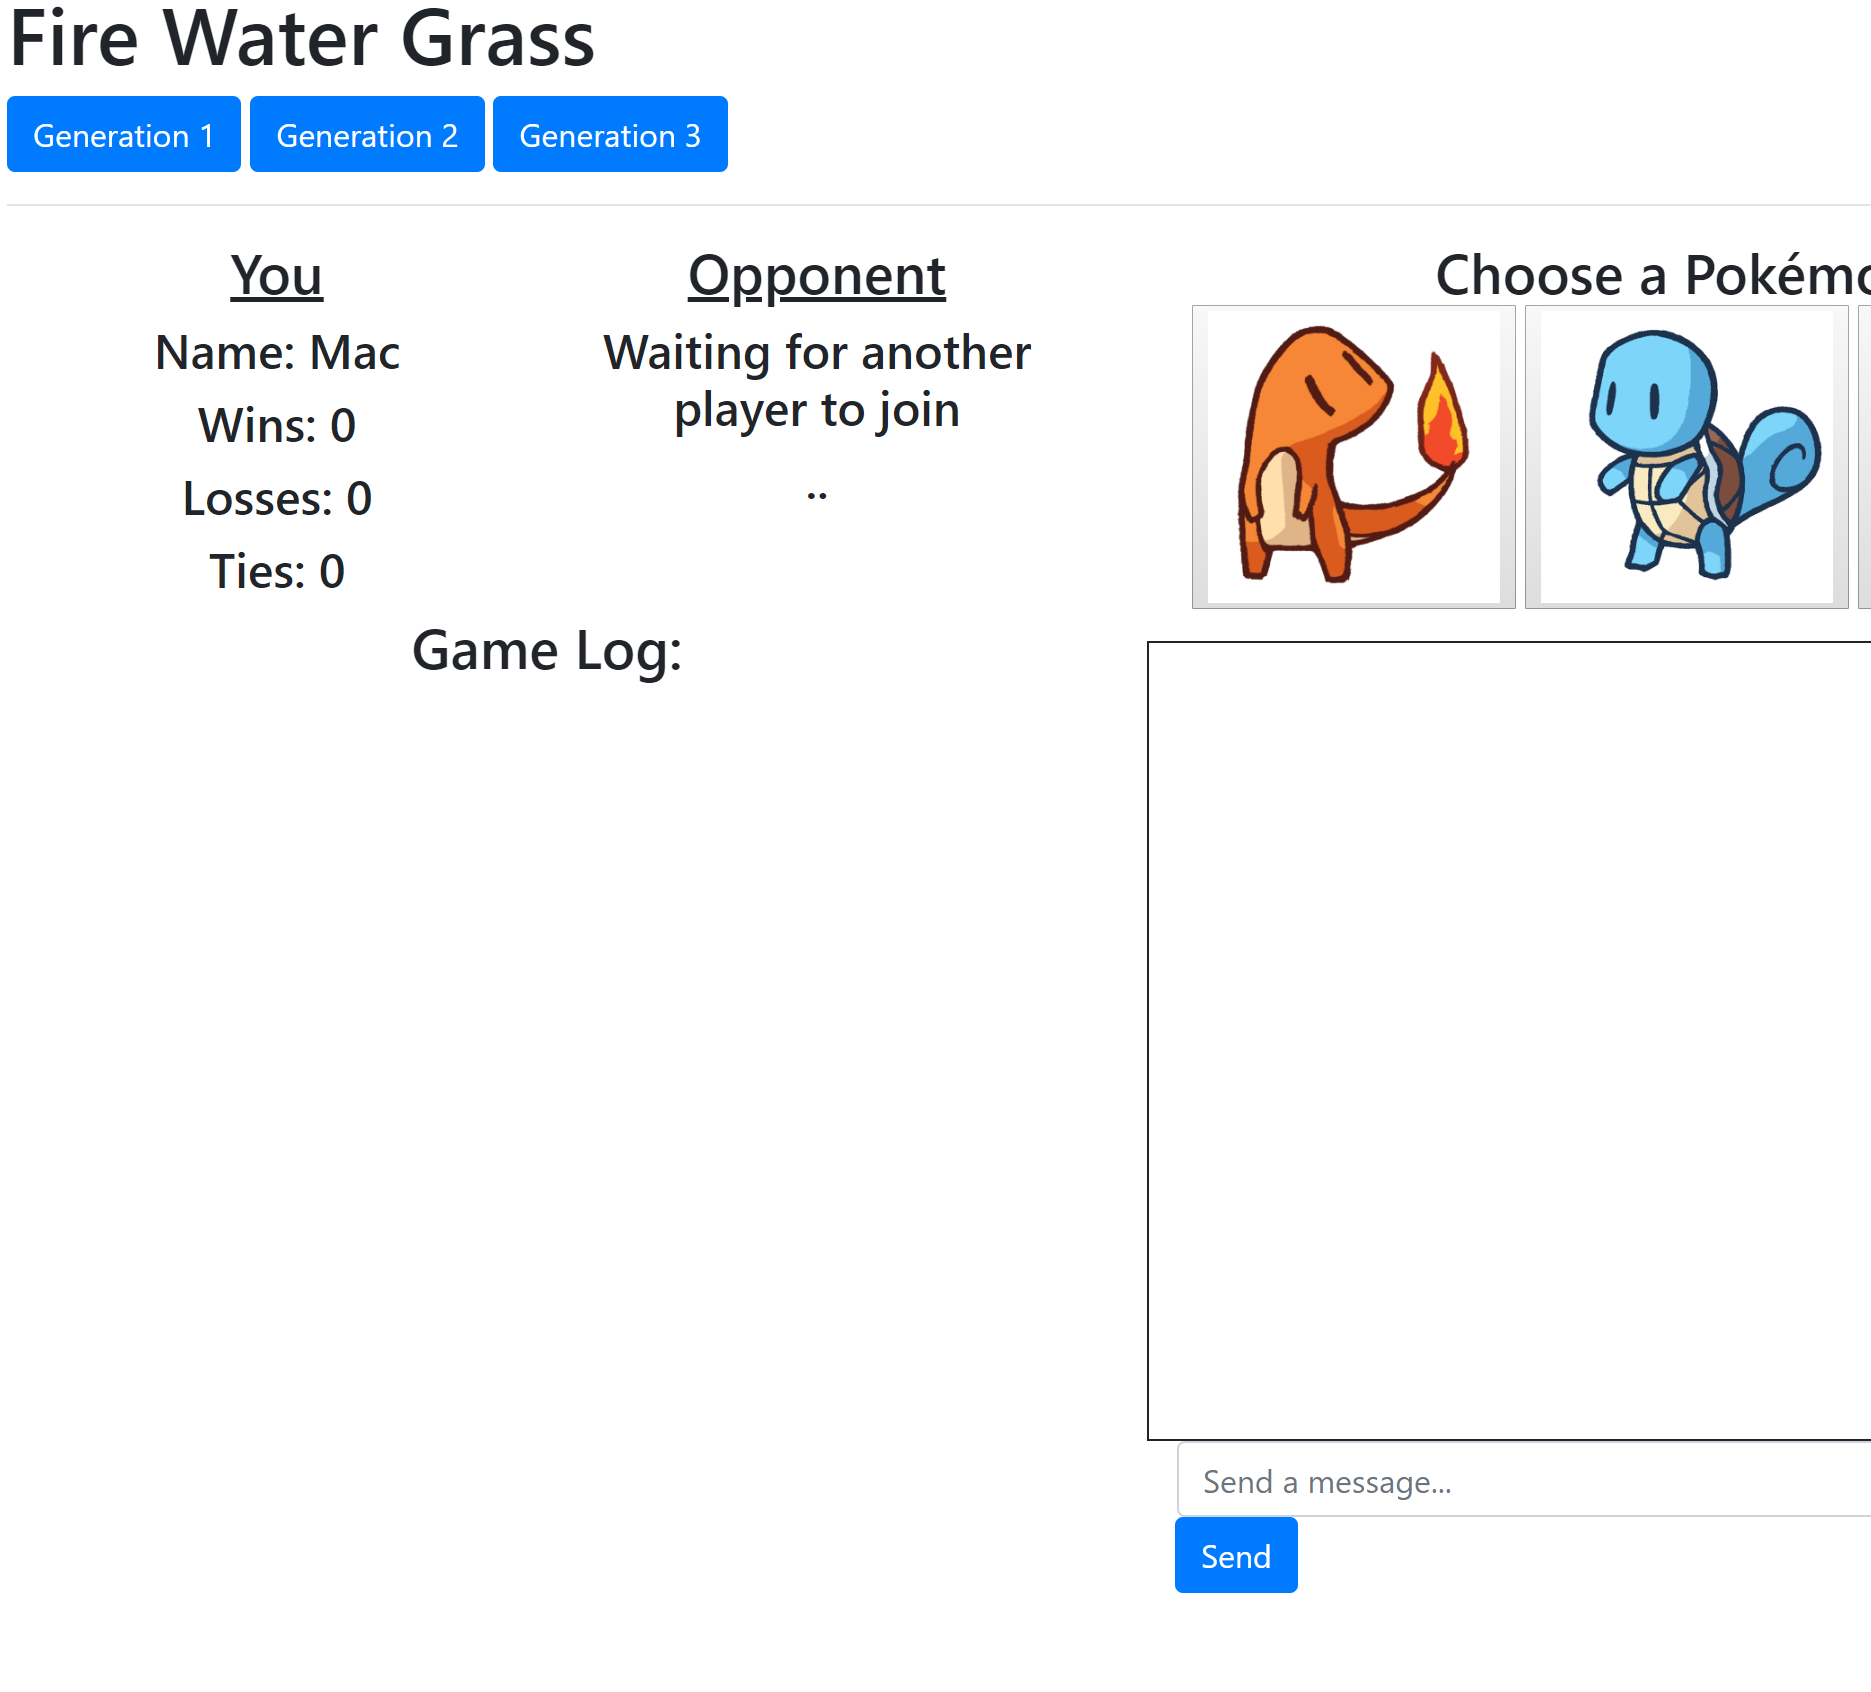 Fire Water Grass
Generation 1 Generation 2 Generation 3
You
Name: Mac
Wins: 0
Losses: 0
Ties: 0
Opponent
Waiting for another
player to join
..
Game Log:
Choose a Pokémo
Send a message...
Send